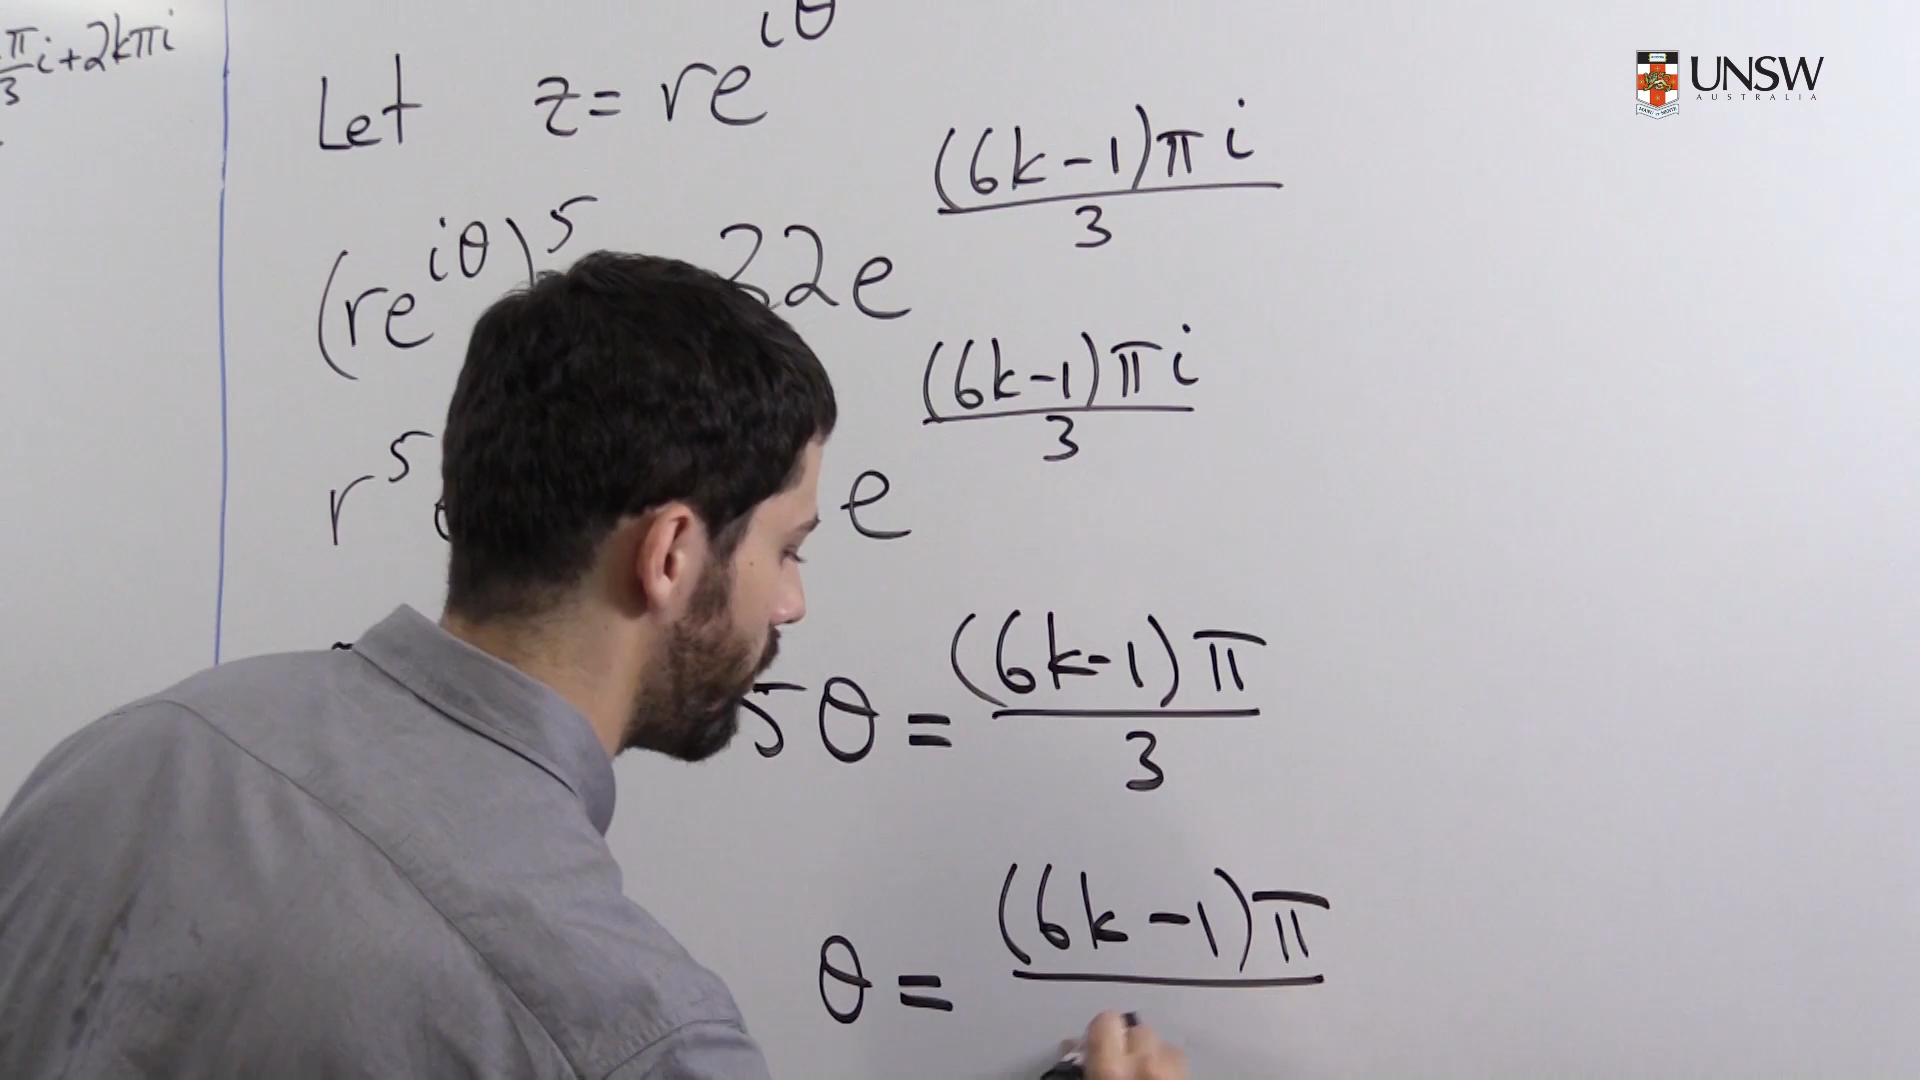 π/3 i+2kπi
Let z=re^iθ
(re^iθ)^5 32e^(6k-1)πi/3
r^5 e^(6k-1)πi/3
5θ = (6k-1)π/3
θ = (6k-1)π
UNSW
AUSTRALIA